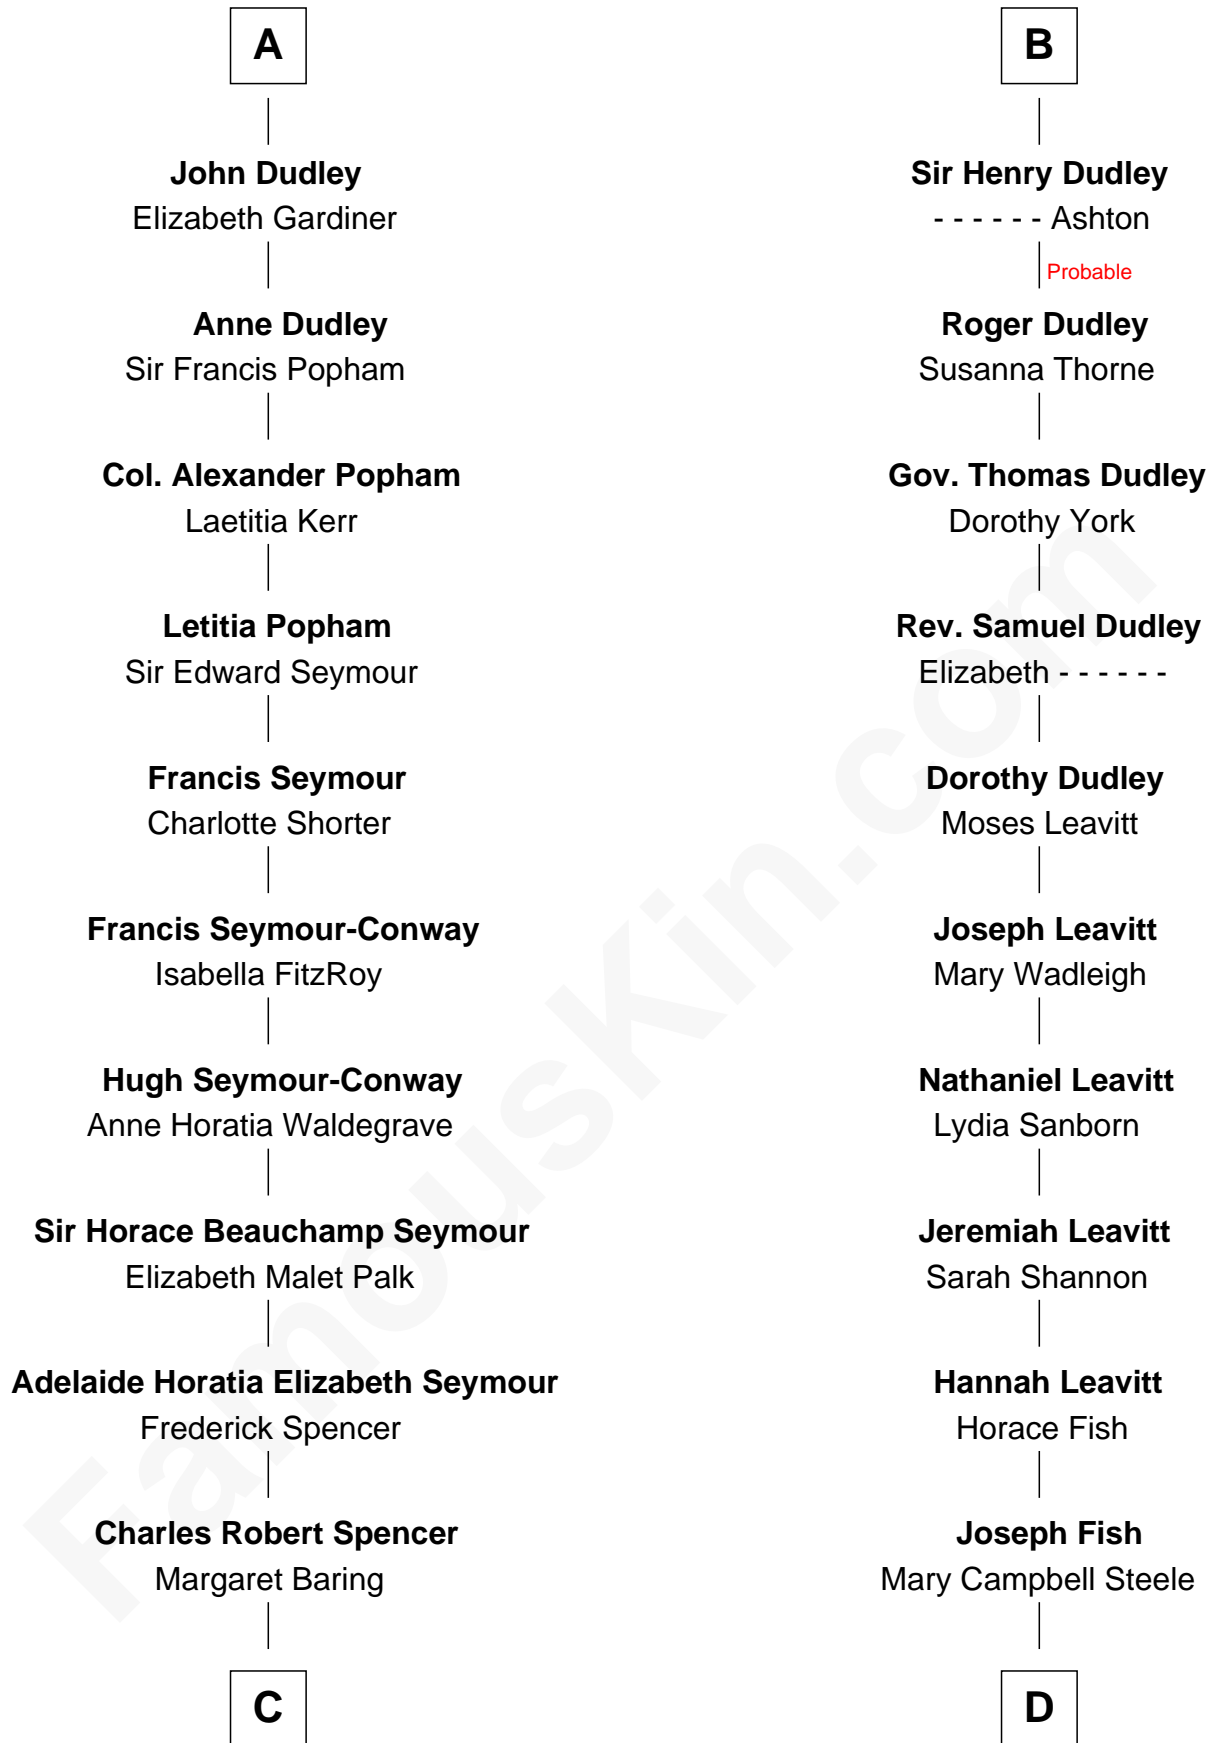 A
John Dudley
Elizabeth Gardiner
Anne Dudley
Sir Francis Popham
Col. Alexander Popham
Laetitia Kerr
Letitia Popham
Sir Edward Seymour
Francis Seymour
Charlotte Shorter
Francis Seymour-Conway
Isabella FitzRoy
Hugh Seymour-Conway
Anne Horatia Waldegrave
Sir Horace Beauchamp Seymour
Elizabeth Malet Palk
Adelaide Horatia Elizabeth Seymour
Frederick Spencer
Charles Robert Spencer
Margaret Baring
C
B
Sir Henry Dudley
- - - - - - Ashton
Probable
Roger Dudley
Susanna Thorne
Gov. Thomas Dudley
Dorothy York
Rev. Samuel Dudley
Elizabeth - - - - - -
Dorothy Dudley
Moses Leavitt
Joseph Leavitt
Mary Wadleigh
Nathaniel Leavitt
Lydia Sanborn
Jeremiah Leavitt
Sarah Shannon
Hannah Leavitt
Horace Fish
Joseph Fish
Mary Campbell Steele
D
FamousKin.com